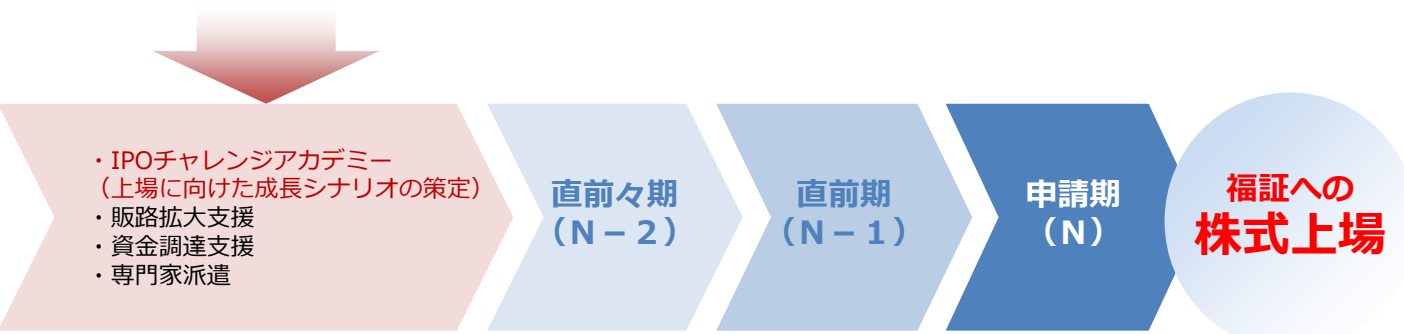 ・IPOチャレンジアカデミー
（上場に向けた成長シナリオの策定）
・販路拡大支援
・資金調達支援
・専門家派遣
直前々期
（Ｎ－２）
直前期
（Ｎ－１）
申請期
（Ｎ）
福証への
株式上場